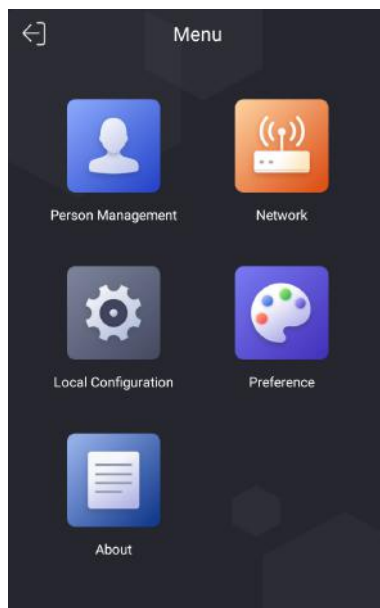 Menu
Person Management
Network
Local Configuration
Preference
About